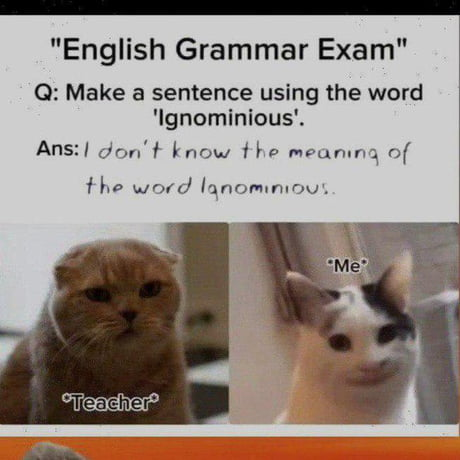 "English Grammar Exam"
Q: Make a sentence using the word
'Ignominious'.
Ans: I don't know the meaning of
the word Ignominious.
*Teacher*
*Me*